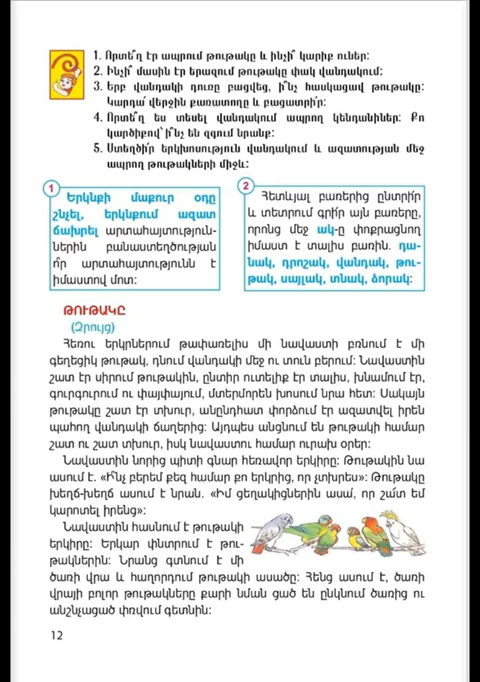 1. Որտե՞ղ էր ապրում թութակը և ինչի՞ կարիք ուներ:
2. Ինչի՞ մասին էր երազում թութակը փակ վանդակում:
3. Երբ վանդակի դուռը բացվեց, ի՞նչ հասկացավ թութակը:
Կարդա՛ վերջին քառատողը և բացատրի՛ր:
4. Որտե՞ղ ես տեսել վանդակում ապրող կենդանիներ: Քո
կարծիքով՝ ի՞նչ են զգում նրանք:
5. Ստեղծի՛ր երկխոսություն վանդակում և ազատության մեջ
ապրող թութակների միջև:
1
Երկնքի մաքուր օդը
շնչել, երկնքում ազատ
ճախրել արտահայտություն-
ներին բանաստեղծության
ո՞ր արտահայտությունն է
իմաստով մոտ:
2
Հետևյալ բառերից ընտրի՛ր
և տետրում գրի՛ր այն բառերը,
որոնց մեջ ակ-ը փոքրացնող
իմաստ է տալիս բառին. դա-
նակ, դրոշակ, վանդակ, թու-
թակ, սայլակ, տնակ, ձորակ:
ԹՈՒԹԱԿԸ
(Զրույց)
Հեռու երկրներում թափառելիս մի նավաստի բռնում է մի
գեղեցիկ թութակ, դնում վանդակի մեջ ու տուն բերում: Նավաստին
շատ էր սիրում թութակին, ընտիր ուտելիք էր տալիս, խնամում էր,
գուրգուրում ու փայփայում, մտերմորեն խոսում նրա հետ: Սակայն
թութակը շատ էր տխուր, անընդհատ փորձում էր ազատվել իրեն
պահող վանդակի ճաղերից: Այդպես անցնում են թութակի համար
շատ ու շատ տխուր, իսկ նավաստու համար ուրախ օրեր:
Նավաստին նորից պիտի գնար հեռավոր երկիրը: Թութակին նա
ասում է. «Ի՞նչ բերեմ քեզ համար քո երկրից, որ չտխրես»: Թութակը
խեղճ-խեղճ ասում է նրան. «Իմ ցեղակիցներին ասա՛, որ շա՜տ եմ
կարոտել իրենց»:
Նավաստին հասնում է թութակի
երկիրը: Երկար փնտրում է թու-
թակներին: Նրանց գտնում է մի
ծառի վրա և հաղորդում թութակի ասածը: Հենց ասում է, ծառի
վրայի բոլոր թութակները քարի նման ցած են ընկնում ծառից ու
անշնչացած փռվում գետնին:
12